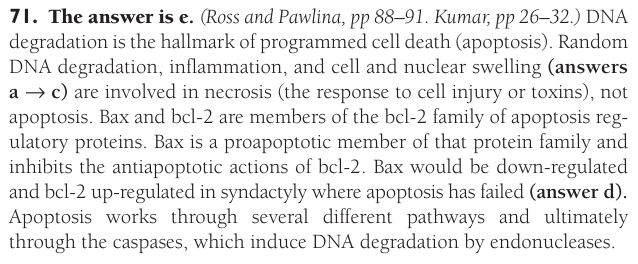 71. The answer is e. (Ross and Pawlina, pp 88–91. Kumar, pp 26–32.) DNA
degradation is the hallmark of programmed cell death (apoptosis). Random
DNA degradation, inflammation, and cell and nuclear swelling (answers
a → c) are involved in necrosis (the response to cell injury or toxins), not
apoptosis. Bax and bcl-2 are members of the bcl-2 family of apoptosis reg-
ulatory proteins. Bax is a proapoptotic member of that protein family and
inhibits the antiapoptotic actions of bcl-2. Bax would be down-regulated
and bcl-2 up-regulated in syndactyly where apoptosis has failed (answer d).
Apoptosis works through several different pathways and ultimately
through the caspases, which induce DNA degradation by endonucleases.